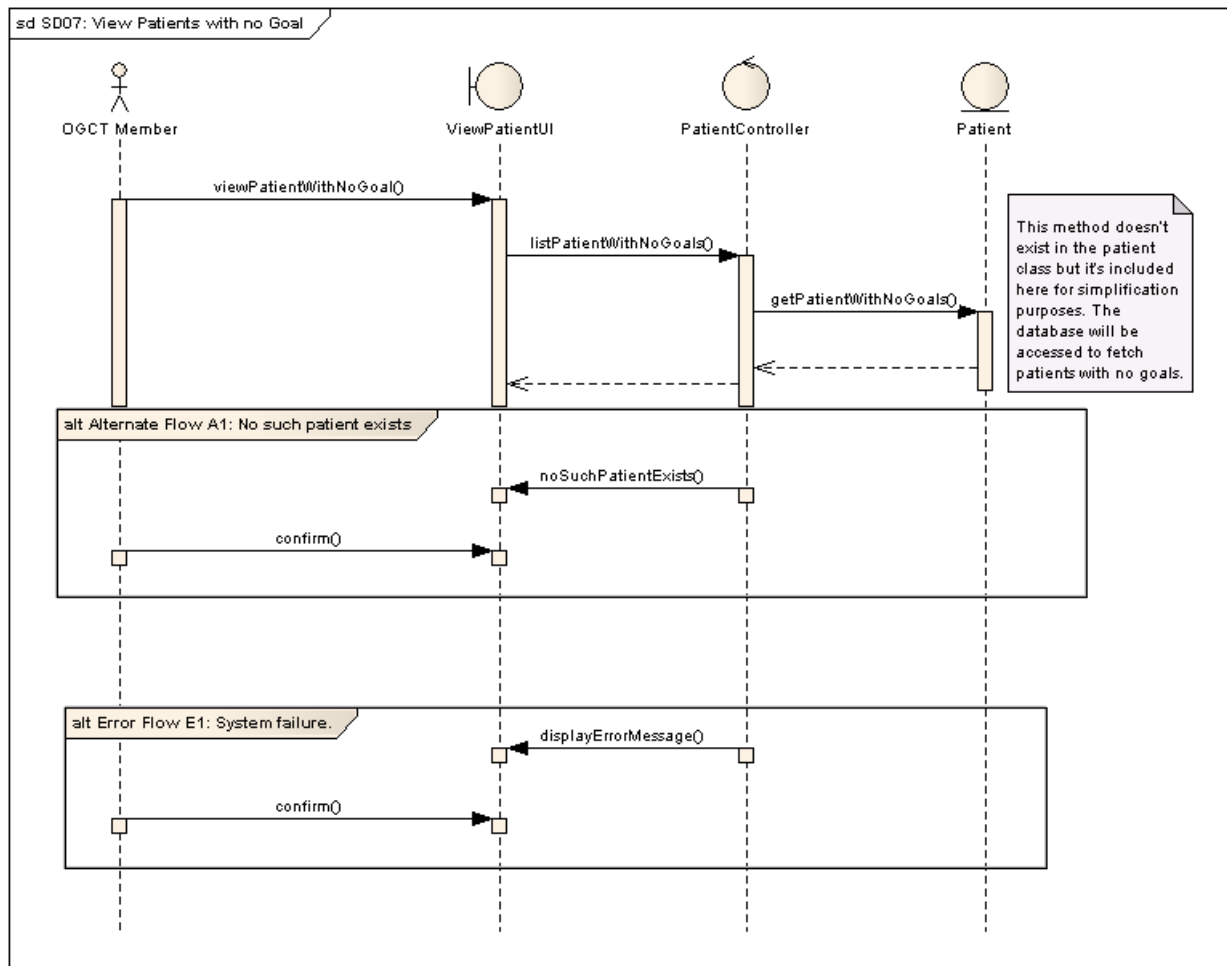 sd SD07: View Patients with no Goal
OGCT Member
ViewPatientUI
PatientController
Patient
viewPatientWithNoGoal()
listPatientWithNoGoals()
getPatientWithNoGoals()
This method doesn't
exist in the patient
class but it's included
here for simplification
purposes. The
database will be
accessed to fetch
patients with no goals.
alt Alternate Flow A1: No such patient exists
noSuchPatientExists()
confirm()
alt Error Flow E1: System failure.
displayErrorMessage()
confirm()